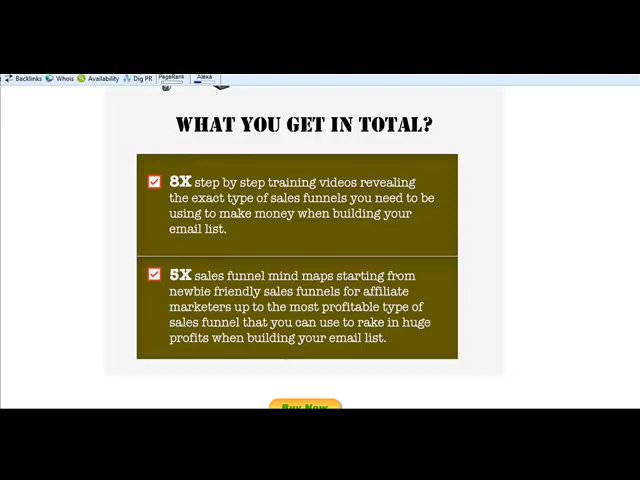 Backlinks Whois Availability Dig PR PageRank Alexa
WHAT YOU GET IN TOTAL?
8X step by step training videos revealing
the exact type of sales funnels you need to be
using to make money when building your
email list.
5X sales funnel mind maps starting from
newbie friendly sales funnels for affiliate
marketers up to the most profitable type of
sales funnel that you can use to rake in huge
profits when building your email list.
Buy Now